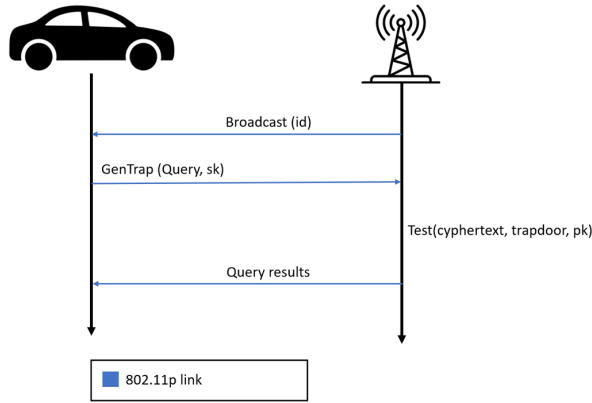 Broadcast (id)
GenTrap (Query, sk)
Test(cyphertext, trapdoor, pk)
Query results
802.11p link